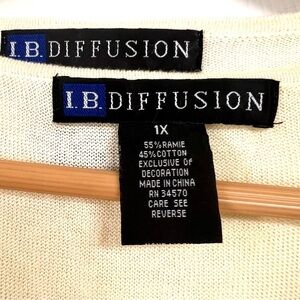 I.B. DIFFUSION
I.B. DIFFUSION
1X
55% RAMIE
45% COTTON
EXCLUSIVE OF
DECORATION
MADE IN CHINA
RN 34570
CARE SEE
REVERSE